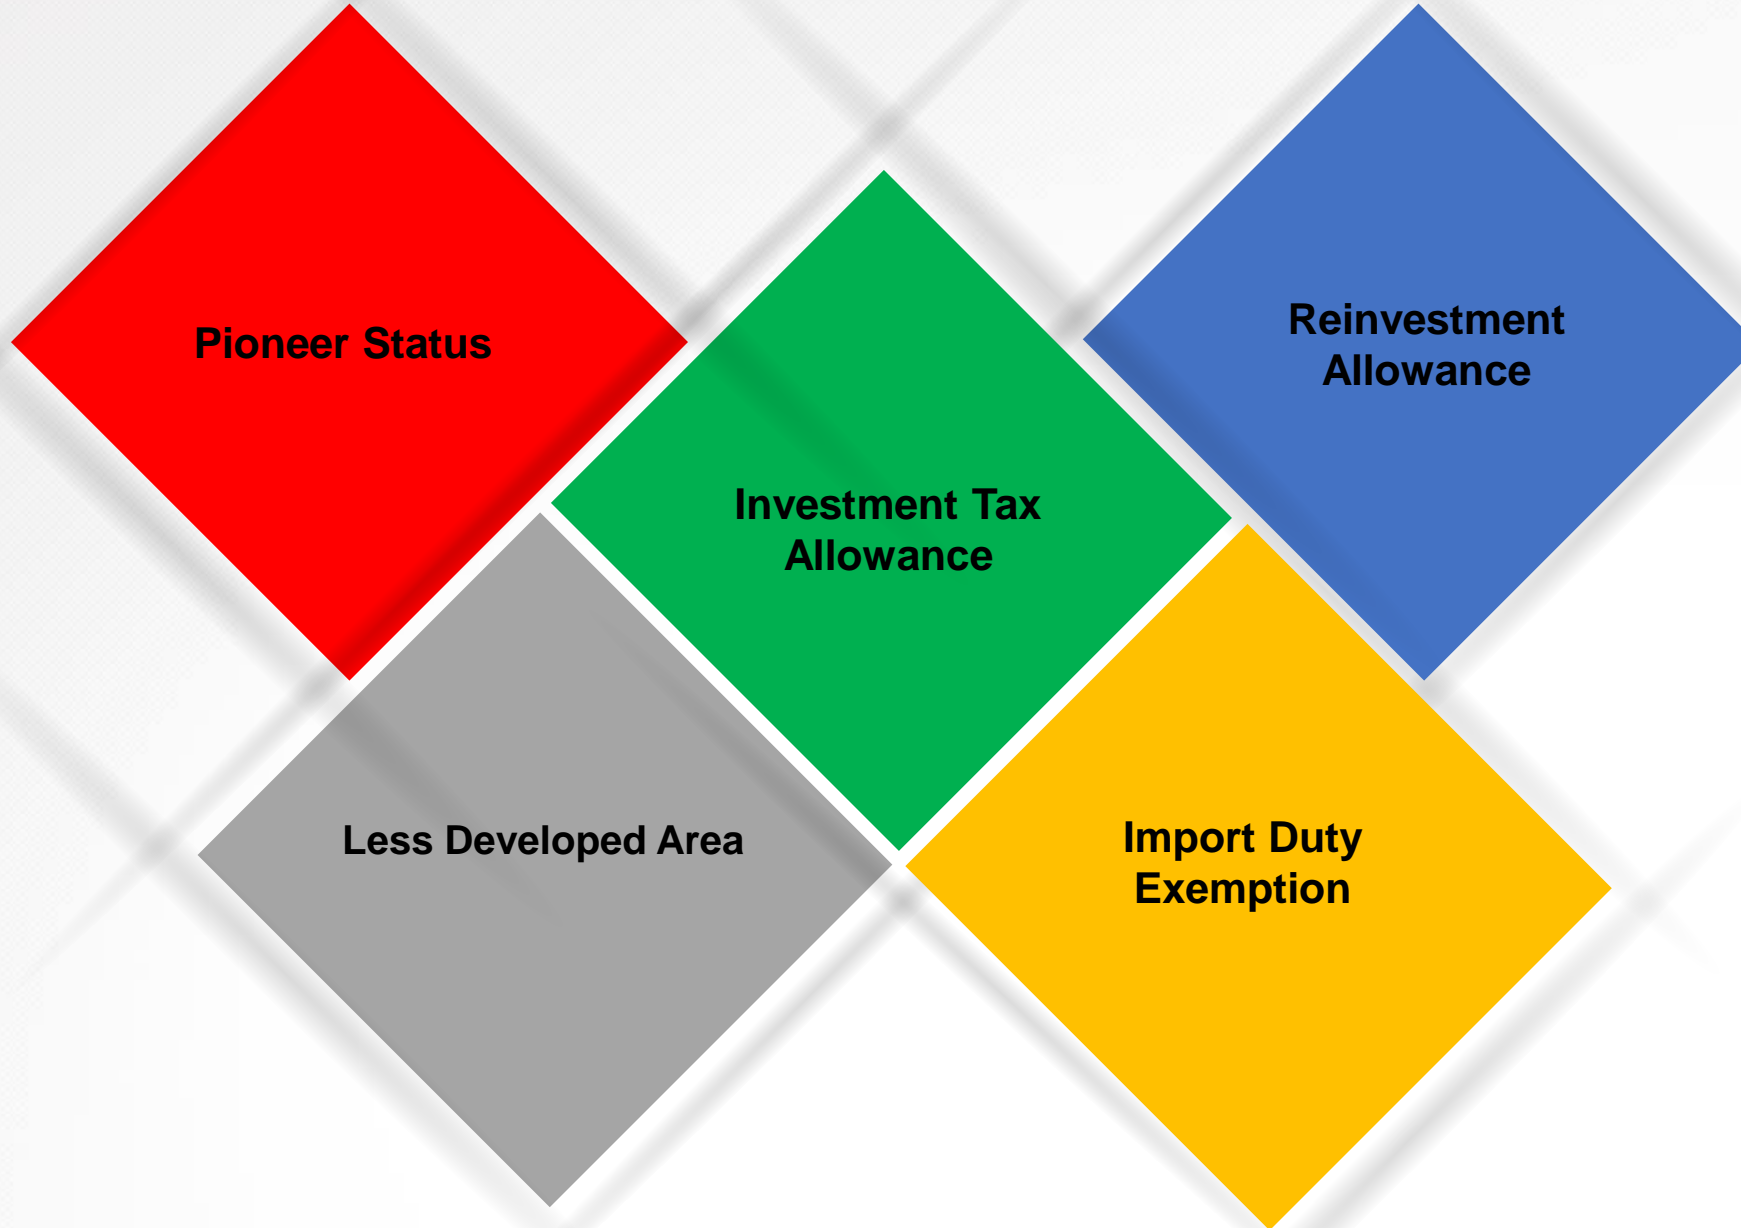 Pioneer Status
Reinvestment
Allowance
Investment Tax
Allowance
Less Developed Area
Import Duty
Exemption